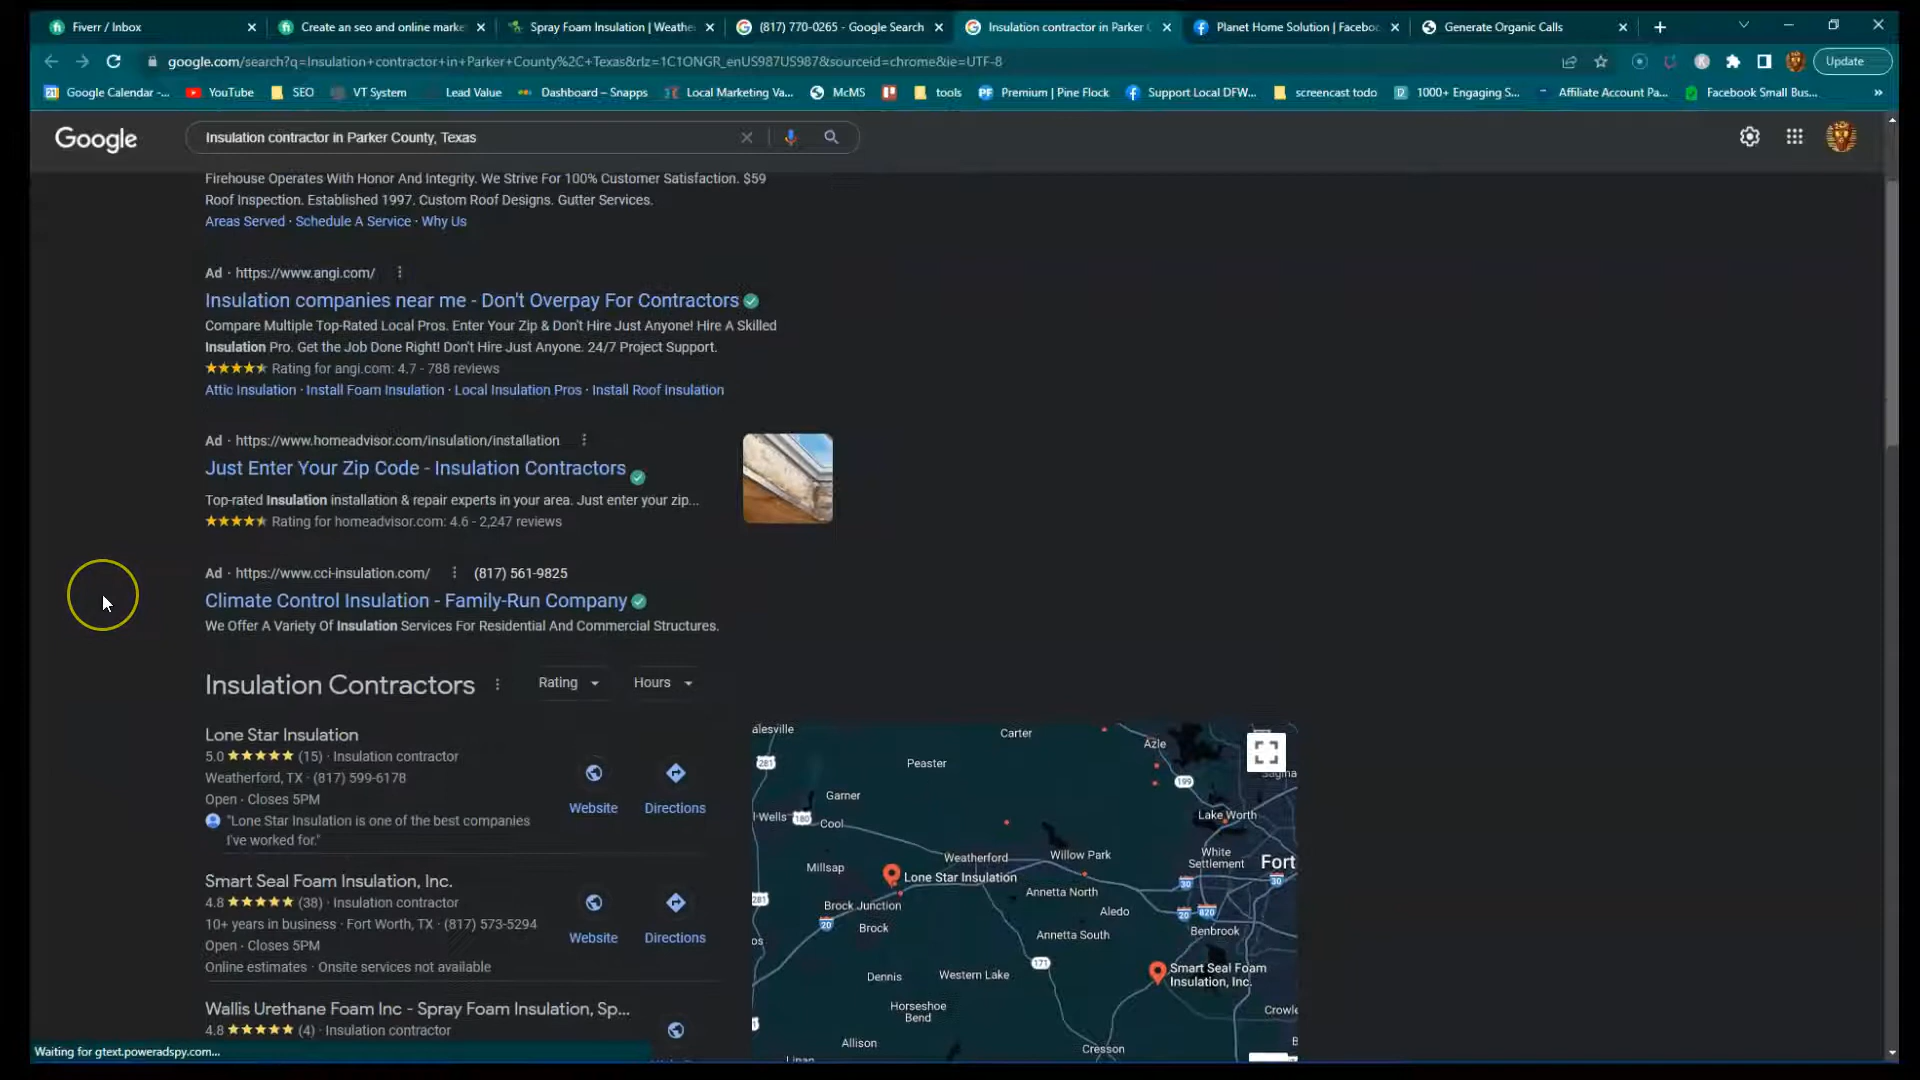 Fiverr / Inbox
Create an seo and online marke
Spray Foam Insulation | Weathe
(817) 770-0265 - Google Search
Insulation contractor in Parker C
Planet Home Solution | Faceboo
Generate Organic Calls
google.com/search?q=Insulation+contractor+in+Parker+County%2C+Texas&rlz=1C1ONGR_enUS987US987&sourceid=chrome&ie=UTF-8
Update
Google Calendar -...
YouTube
SEO
VT System
Lead Value
Dashboard – Snapps
Local Marketing Va...
McMS
tools
PF Premium | Pine Flock
Support Local DFW...
screencast todo
1000+ Engaging S...
Affiliate Account Pa...
Facebook Small Bus...
»
Google
Insulation contractor in Parker County, Texas
Firehouse Operates With Honor And Integrity. We Strive For 100% Customer Satisfaction. $59
Roof Inspection. Established 1997. Custom Roof Designs. Gutter Services.
Areas Served · Schedule A Service · Why Us
Ad · https://www.angi.com/
Insulation companies near me - Don't Overpay For Contractors
Compare Multiple Top-Rated Local Pros. Enter Your Zip & Don't Hire Just Anyone! Hire A Skilled
Insulation Pro. Get the Job Done Right! Don't Hire Just Anyone. 24/7 Project Support.
Rating for angi.com: 4.7 - 788 reviews
Attic Insulation · Install Foam Insulation · Local Insulation Pros · Install Roof Insulation
Ad · https://www.homeadvisor.com/insulation/installation
Just Enter Your Zip Code - Insulation Contractors
Top-rated Insulation installation & repair experts in your area. Just enter your zip...
Rating for homeadvisor.com: 4.6 - 2,247 reviews
Ad · https://www.cci-insulation.com/ (817) 561-9825
Climate Control Insulation - Family-Run Company
We Offer A Variety Of Insulation Services For Residential And Commercial Structures.
Insulation Contractors
Rating
Hours
Lone Star Insulation
5.0 (15) · Insulation contractor
Weatherford, TX · (817) 599-6178
Open · Closes 5PM
"Lone Star Insulation is one of the best companies
I've worked for."
Website
Directions
Smart Seal Foam Insulation, Inc.
4.8 (38) · Insulation contractor
10+ years in business · Fort Worth, TX · (817) 573-5294
Open · Closes 5PM
Online estimates · Onsite services not available
Website
Directions
Wallis Urethane Foam Inc - Spray Foam Insulation, Sp...
4.8 (4) · Insulation contractor
alesville
Carter
Azle
281
Peaster
199
Garner
180
Cool
Lake Worth
White
Settlement
Fort
Millsap
Weatherford
Willow Park
Lone Star Insulation
Annetta North
30
30
281
Brock Junction
Aledo
20
820
20
Brock
Annetta South
Benbrook
171
Dennis
Western Lake
Smart Seal Foam
Insulation, Inc.
Horseshoe
Bend
Crowle
Allison
Cresson
Waiting for gtext.poweradspy.com...